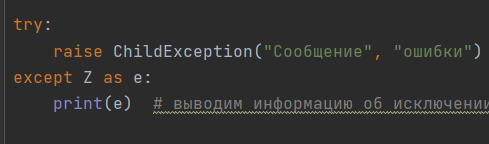 try:
    raise ChildException("Сообщение", "ошибки")
except Z as e:
    print(e)  # выводим информацию об исключении